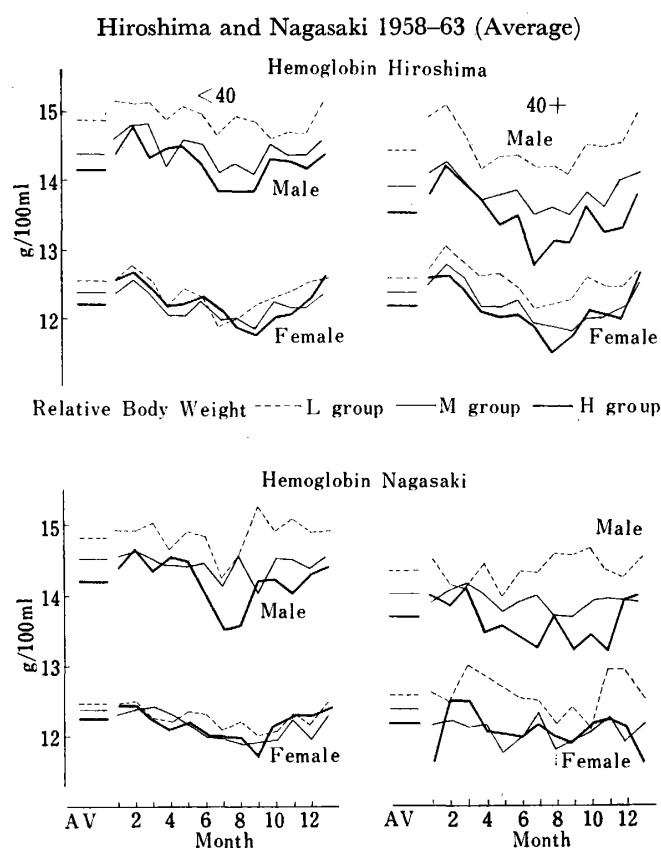 Hiroshima and Nagasaki 1958–63 (Average)
Hemoglobin Hiroshima
<40
40+
15
14
13
12
g/100ml
Male
Female
Male
Female
Relative Body Weight ----- L group —— M group —— H group
Hemoglobin Nagasaki
15
14
13
12
g/100ml
Male
Female
Male
Female
AV 2 4 6 8 10 12
Month
AV 2 4 6 8 10 12
Month